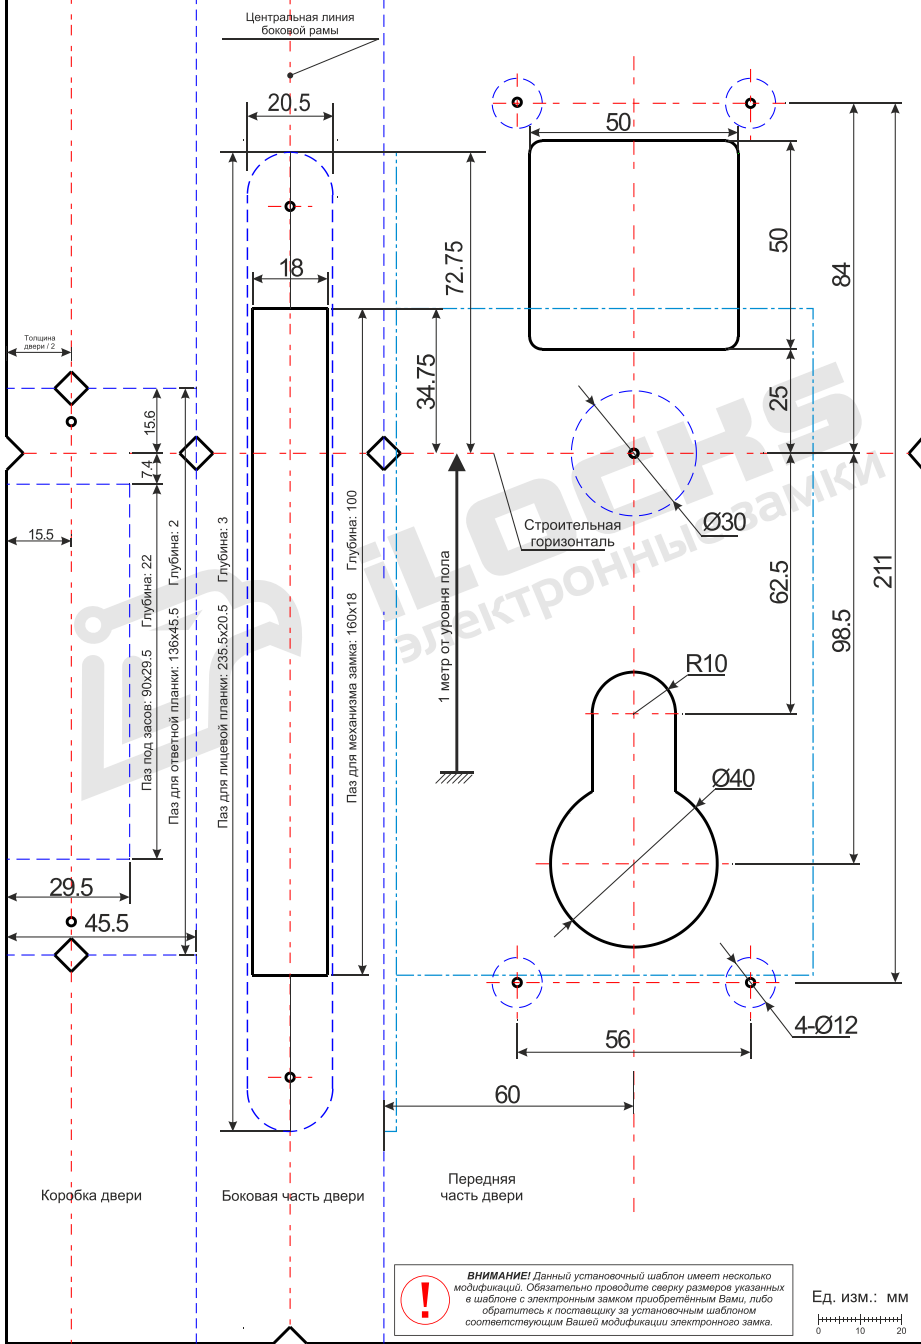 Центральная линия
боковой рамы
20.5
50
18
72.75
50
84
Толщина
двери / 2
34.75
25
15.6
7.4
iLOCKS
электронные замки
15.5
Строительная
горизонталь
Ø30
Паз под засов: 90x29.5 Глубина: 22
Паз для ответной планки: 136x45.5 Глубина: 2
Паз для лицевой планки: 235.5x20.5 Глубина: 3
Паз для механизма замка: 160x18 Глубина: 100
1 метр от уровня пола
62.5
211
98.5
R10
Ø40
29.5
45.5
4-Ø12
56
60
Коробка двери
Боковая часть двери
Передняя
часть двери
!
ВНИМАНИЕ! Данный установочный шаблон имеет несколько
модификаций. Обязательно проводите сверку размеров указанных
в шаблоне с электронным замком приобретённым Вами, либо
обратитесь к поставщику за установочным шаблоном
соответствующим Вашей модификации электронного замка.
Ед. изм.: мм
0 10 20